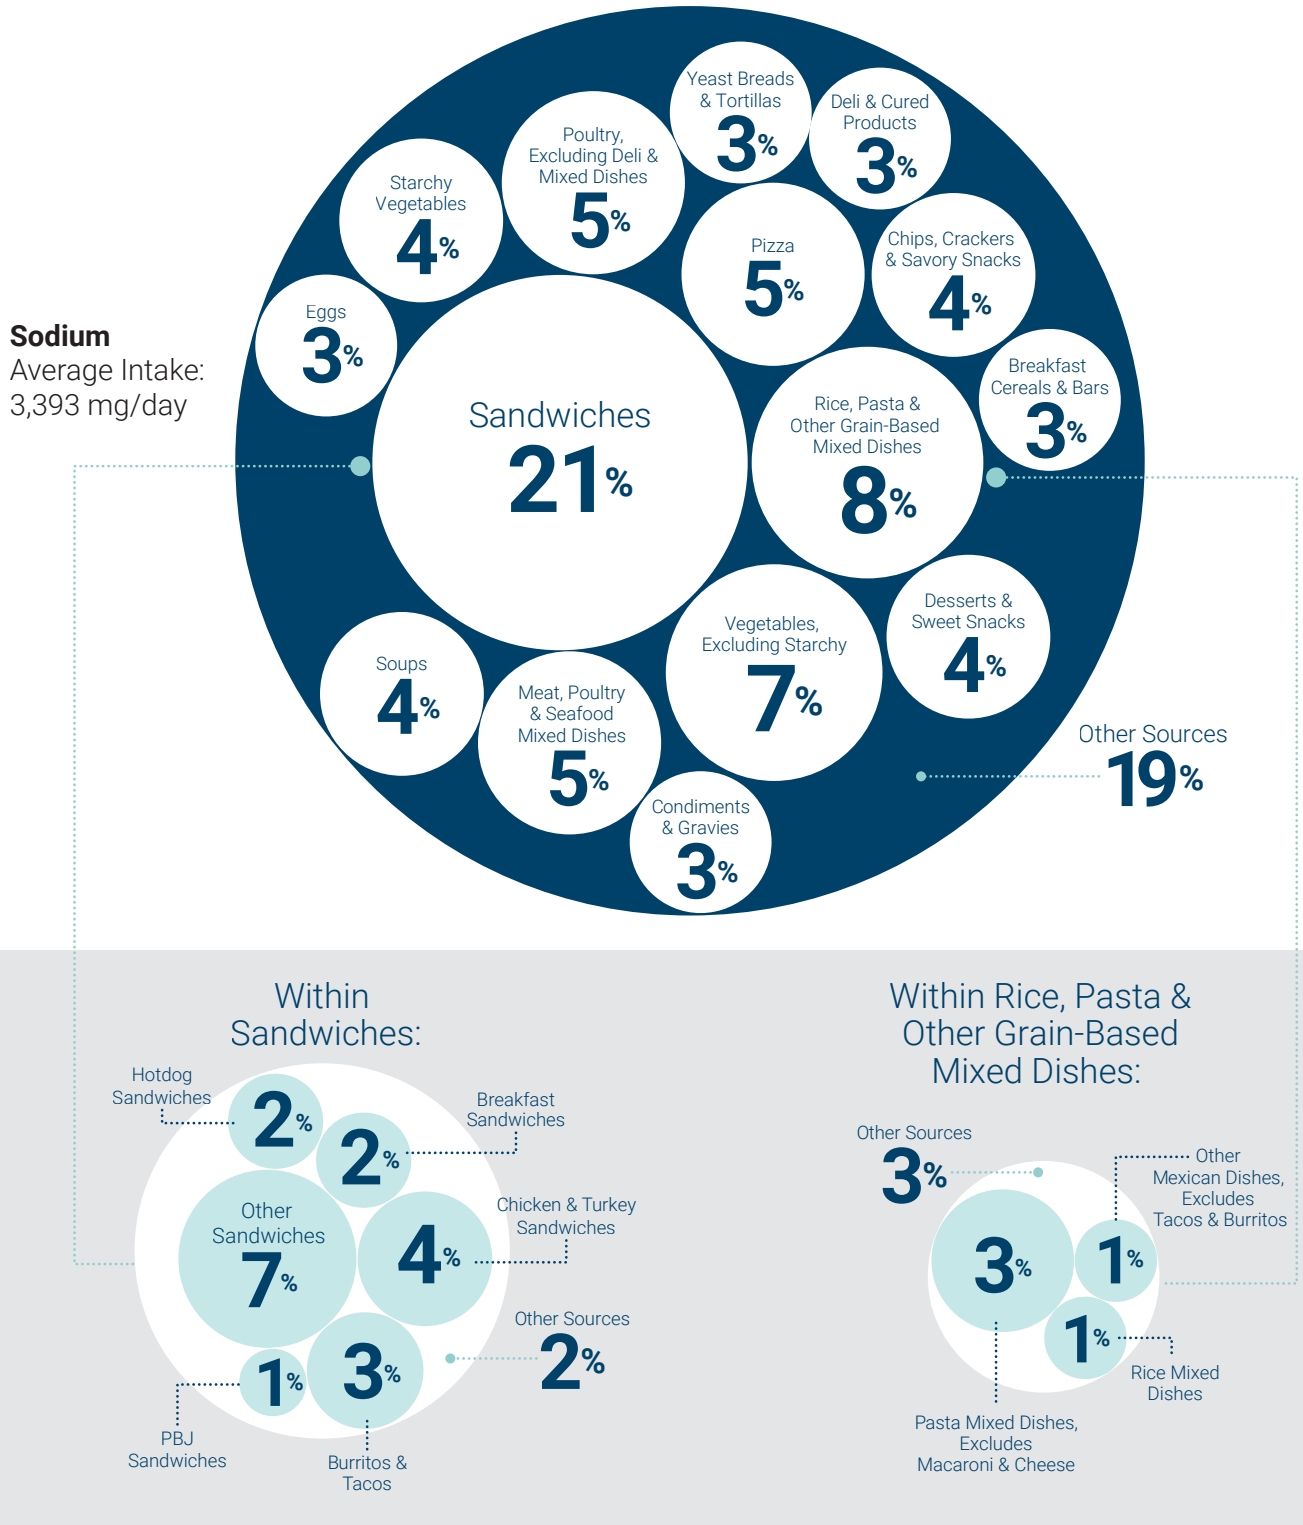 Sodium
Average Intake:
3,393 mg/day
Yeast Breads
& Tortillas
3%
Deli & Cured
Products
3%
Poultry,
Excluding Deli &
Mixed Dishes
5%
Starchy
Vegetables
4%
Pizza
5%
Chips, Crackers
& Savory Snacks
4%
Eggs
3%
Breakfast
Cereals & Bars
3%
Sandwiches
21%
Rice, Pasta &
Other Grain-Based
Mixed Dishes
8%
Desserts &
Sweet Snacks
4%
Vegetables,
Excluding Starchy
7%
Soups
4%
Meat, Poultry
& Seafood
Mixed Dishes
5%
Condiments
& Gravies
3%
Other Sources
19%
Within
Sandwiches:
Hotdog
Sandwiches
2%
Breakfast
Sandwiches
2%
Other
Sandwiches
7%
Chicken & Turkey
Sandwiches
4%
Other Sources
2%
PBJ
Sandwiches
1%
Burritos &
Tacos
3%
Within Rice, Pasta &
Other Grain-Based
Mixed Dishes:
Other Sources
3%
Other
Mexican Dishes,
Excludes
Tacos & Burritos
1%
3%
Pasta Mixed Dishes,
Excludes
Macaroni & Cheese
1%
Rice Mixed
Dishes